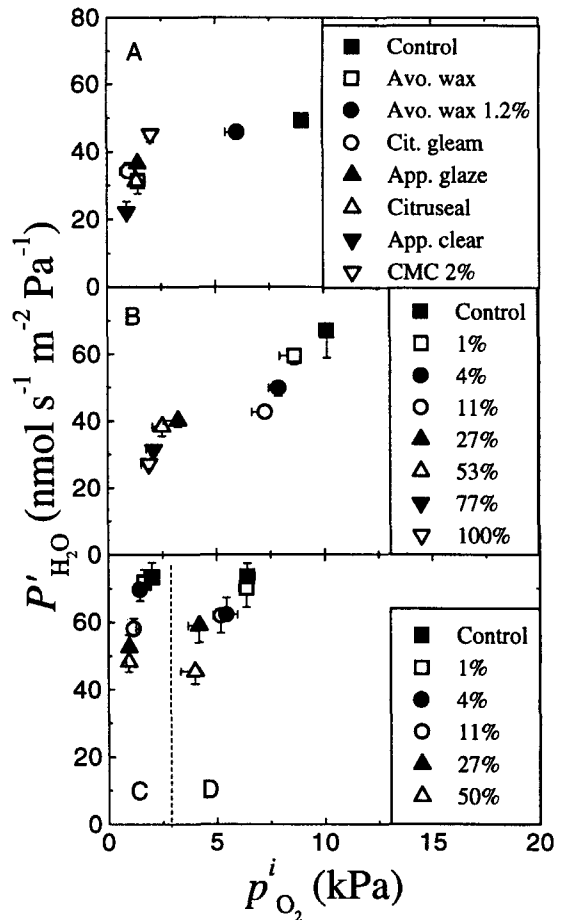 P′H₂O (nmol s⁻¹ m⁻² Pa⁻¹)
A
80
60
40
20
0
Control
Avo. wax
Avo. wax 1.2%
Cit. gleam
App. glaze
Citruseal
App. clear
CMC 2%
B
60
40
20
0
Control
1%
4%
11%
27%
53%
77%
100%
60
40
20
0
C
D
Control
1%
4%
11%
27%
50%
0
5
10
15
20
pⁱO₂ (kPa)